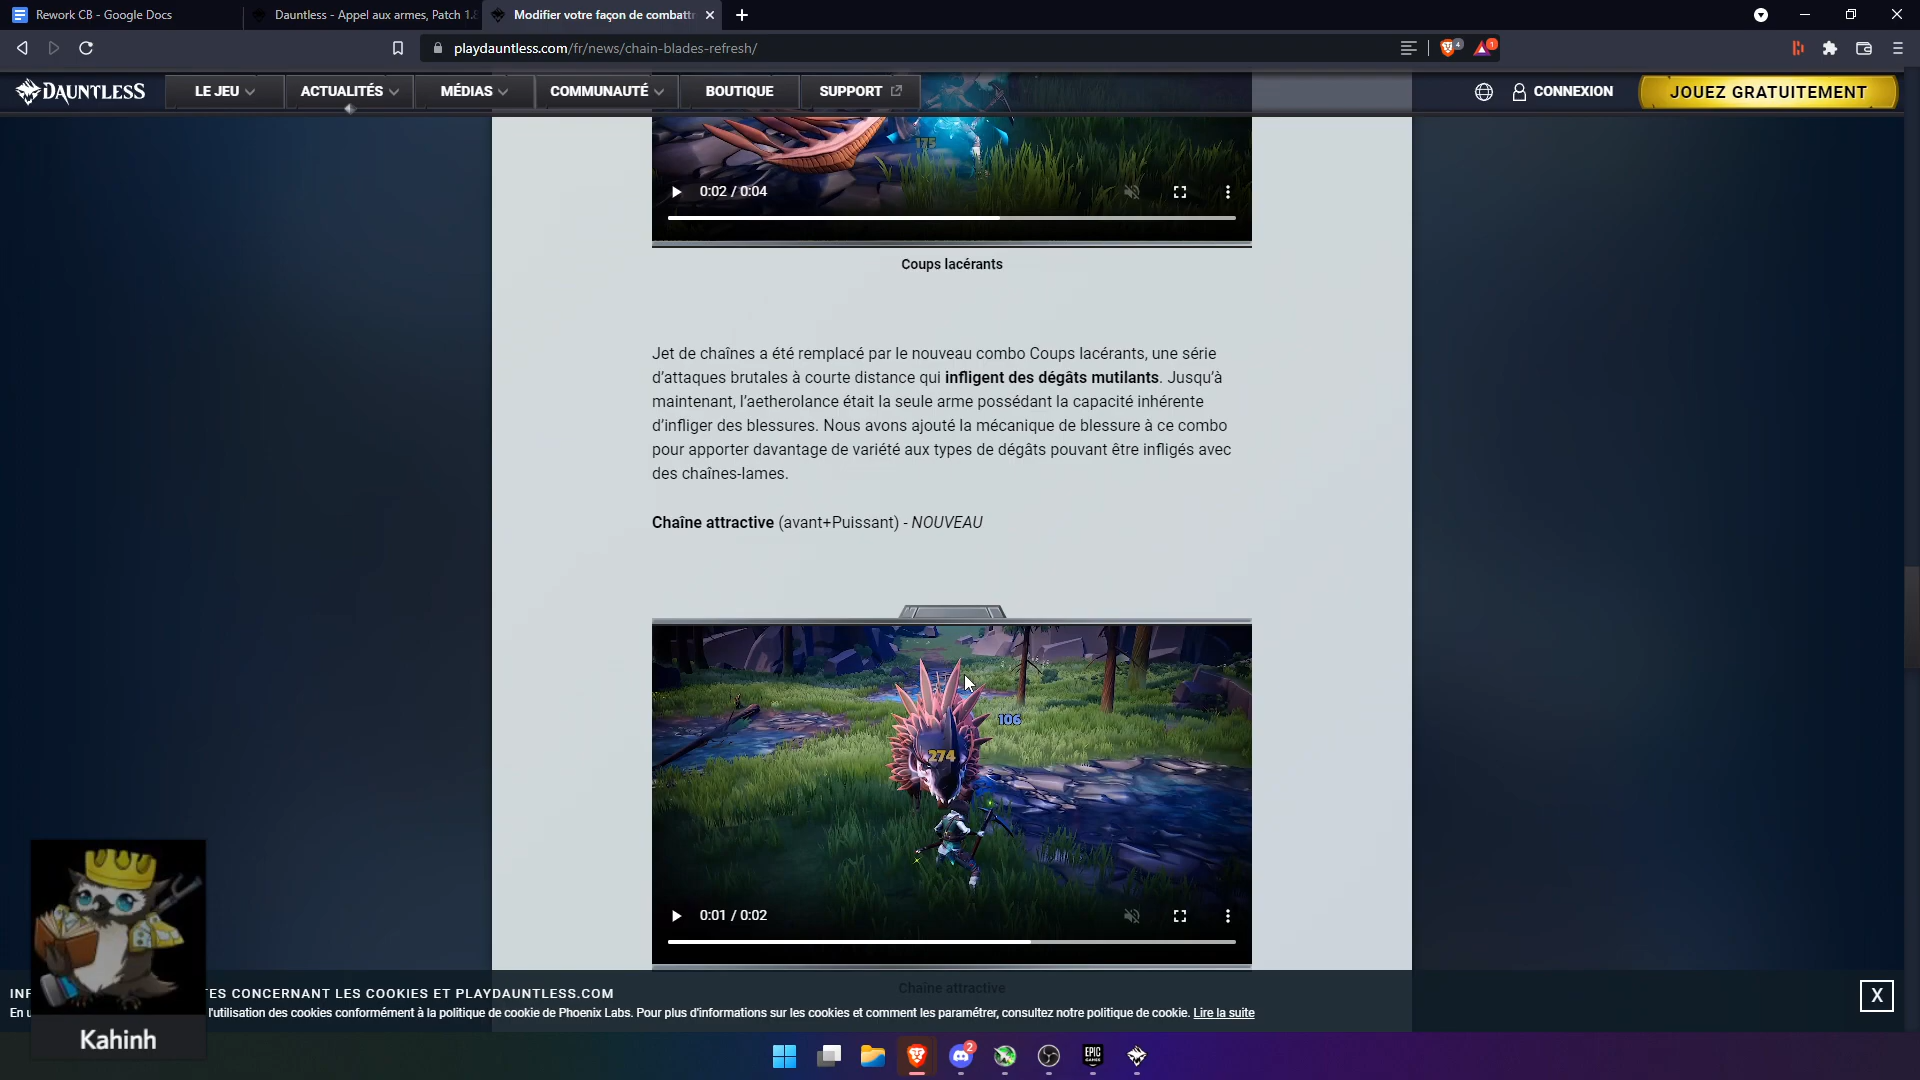 Rework CB - Google Docs
Dauntless - Appel aux armes, Patch 1.
Modifier votre façon de combatt
playdauntless.com/fr/news/chain-blades-refresh/
4
1
DAUNTLESS
LE JEU
ACTUALITÉS
MÉDIAS
COMMUNAUTÉ
BOUTIQUE
SUPPORT
CONNEXION
JOUEZ GRATUITEMENT
175
0:02 / 0:04
Coups lacérants
Jet de chaînes a été remplacé par le nouveau combo Coups lacérants, une série
d’attaques brutales à courte distance qui infligent des dégâts mutilants. Jusqu’à
maintenant, l’aetherolance était la seule arme possédant la capacité inhérente
d’infliger des blessures. Nous avons ajouté la mécanique de blessure à ce combo
pour apporter davantage de variété aux types de dégâts pouvant être infligés avec
des chaînes-lames.
Chaîne attractive (avant+Puissant) - NOUVEAU
106
274
0:01 / 0:02
Chaîne attractive
INF
TES CONCERNANT LES COOKIES ET PLAYDAUNTLESS.COM
En u
l'utilisation des cookies conformément à la politique de cookie de Phoenix Labs. Pour plus d'informations sur les cookies et comment les paramétrer, consultez notre politique de cookie. Lire la suite
X
Kahinh
2
EPIC
GAMES